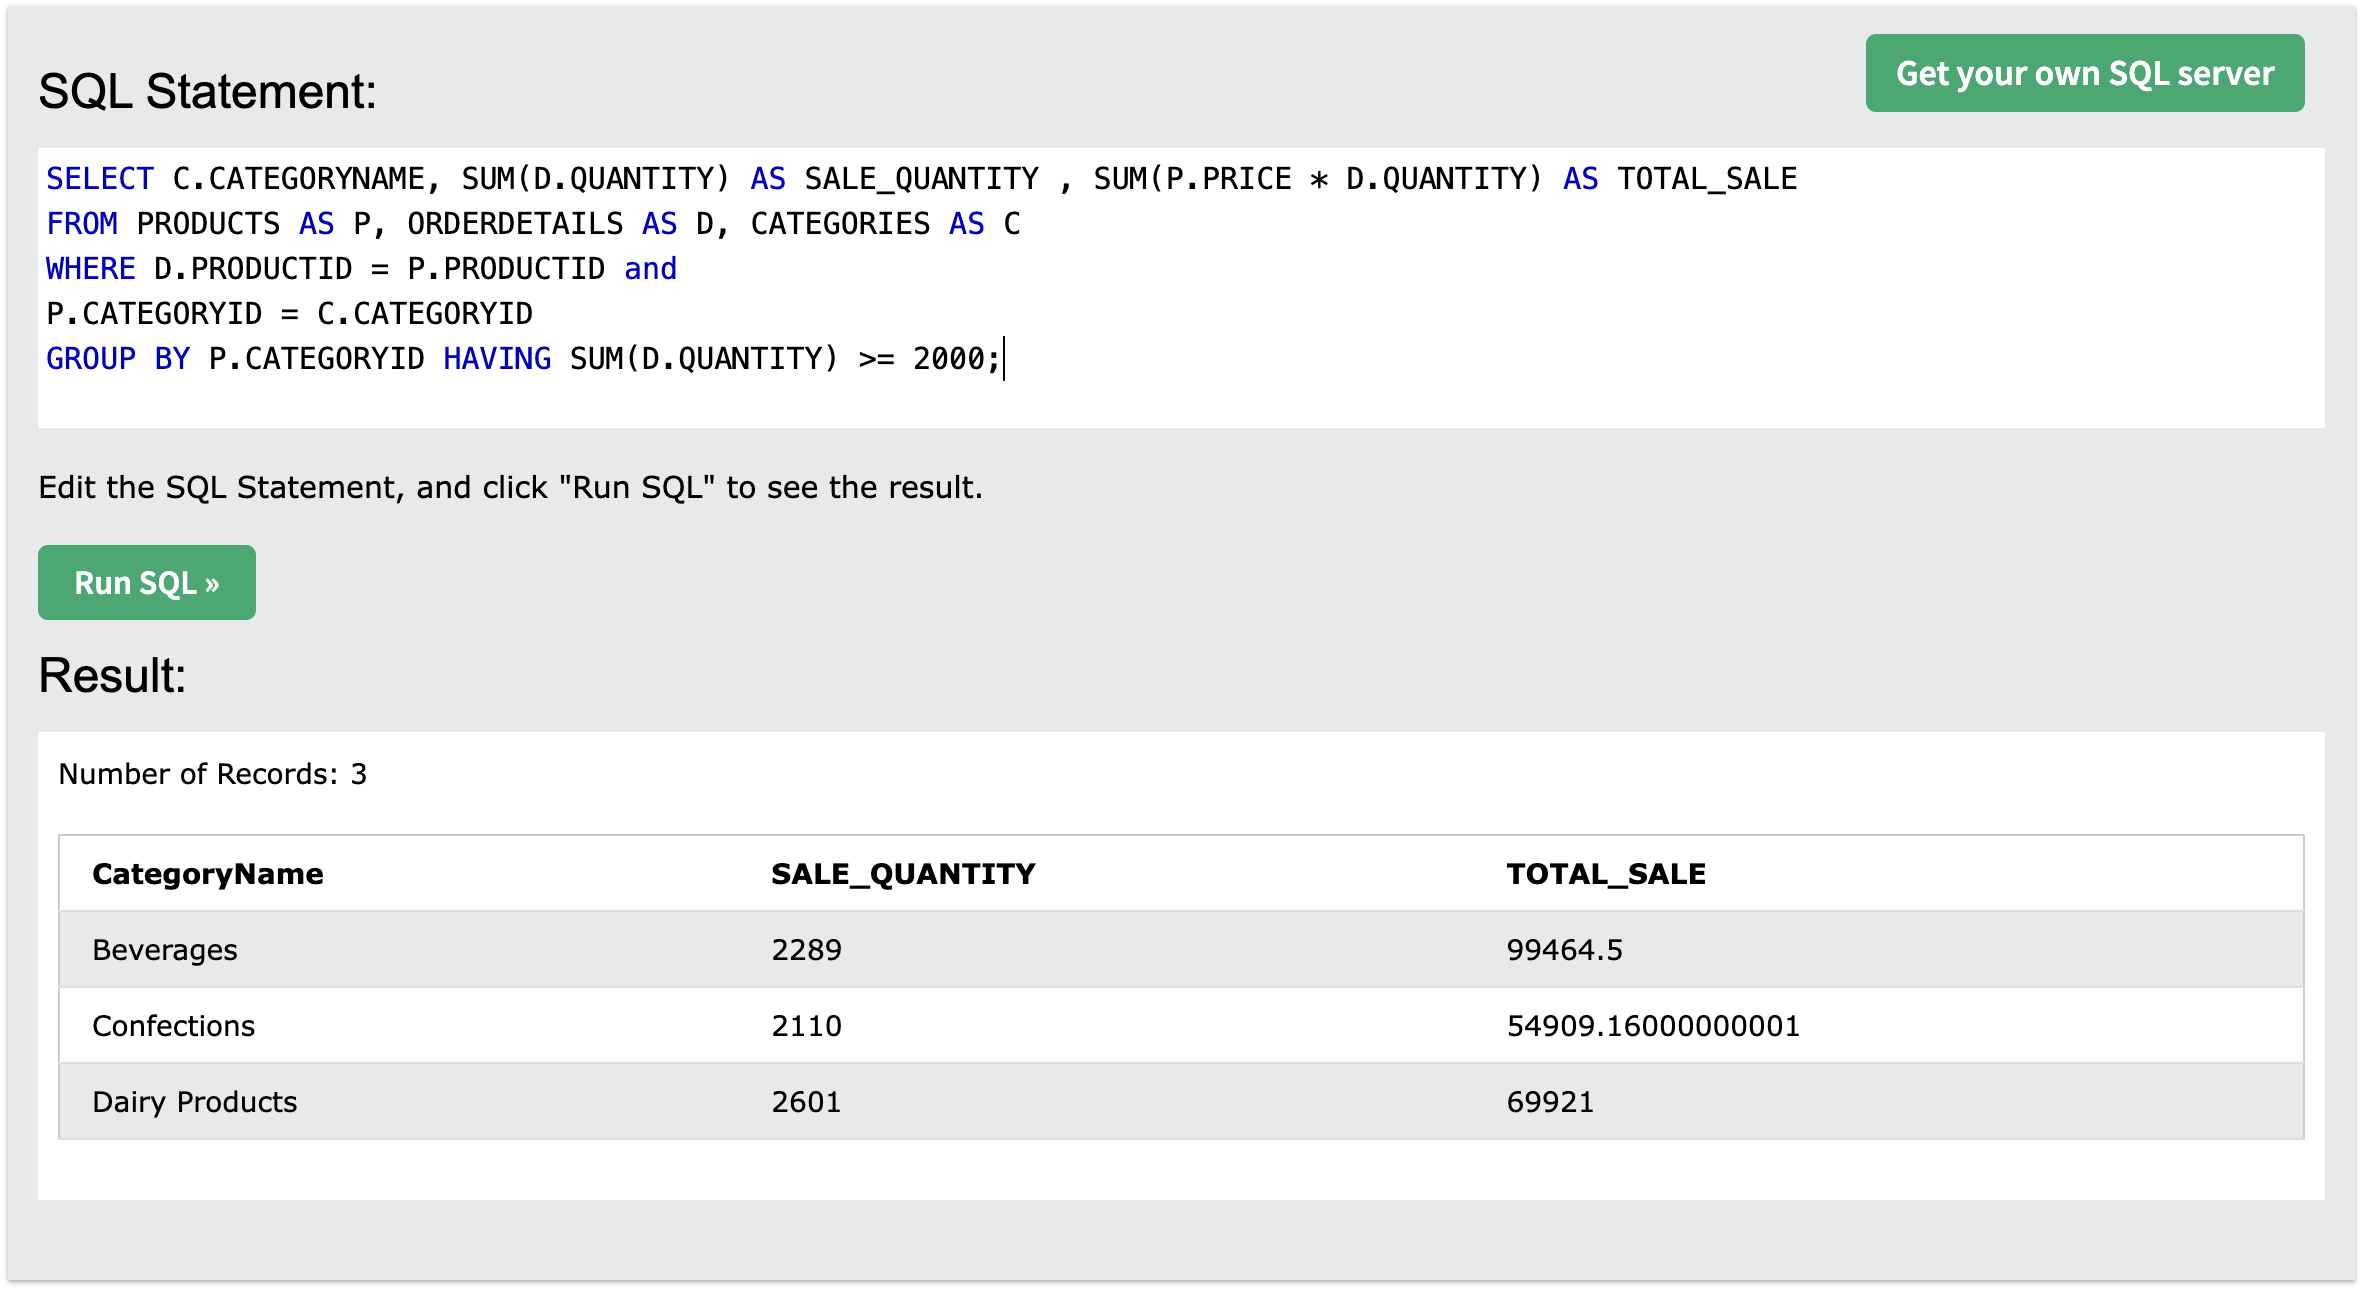 SQL Statement:
Get your own SQL server
SELECT C.CATEGORYNAME, SUM(D.QUANTITY) AS SALE_QUANTITY , SUM(P.PRICE * D.QUANTITY) AS TOTAL_SALE
FROM PRODUCTS AS P, ORDERDETAILS AS D, CATEGORIES AS C
WHERE D.PRODUCTID = P.PRODUCTID and
P.CATEGORYID = C.CATEGORYID
GROUP BY P.CATEGORYID HAVING SUM(D.QUANTITY) >= 2000;
Edit the SQL Statement, and click "Run SQL" to see the result.
Run SQL »
Result:
Number of Records: 3
CategoryName SALE_QUANTITY TOTAL_SALE
Beverages 2289 99464.5
Confections 2110 54909.16000000001
Dairy Products 2601 69921